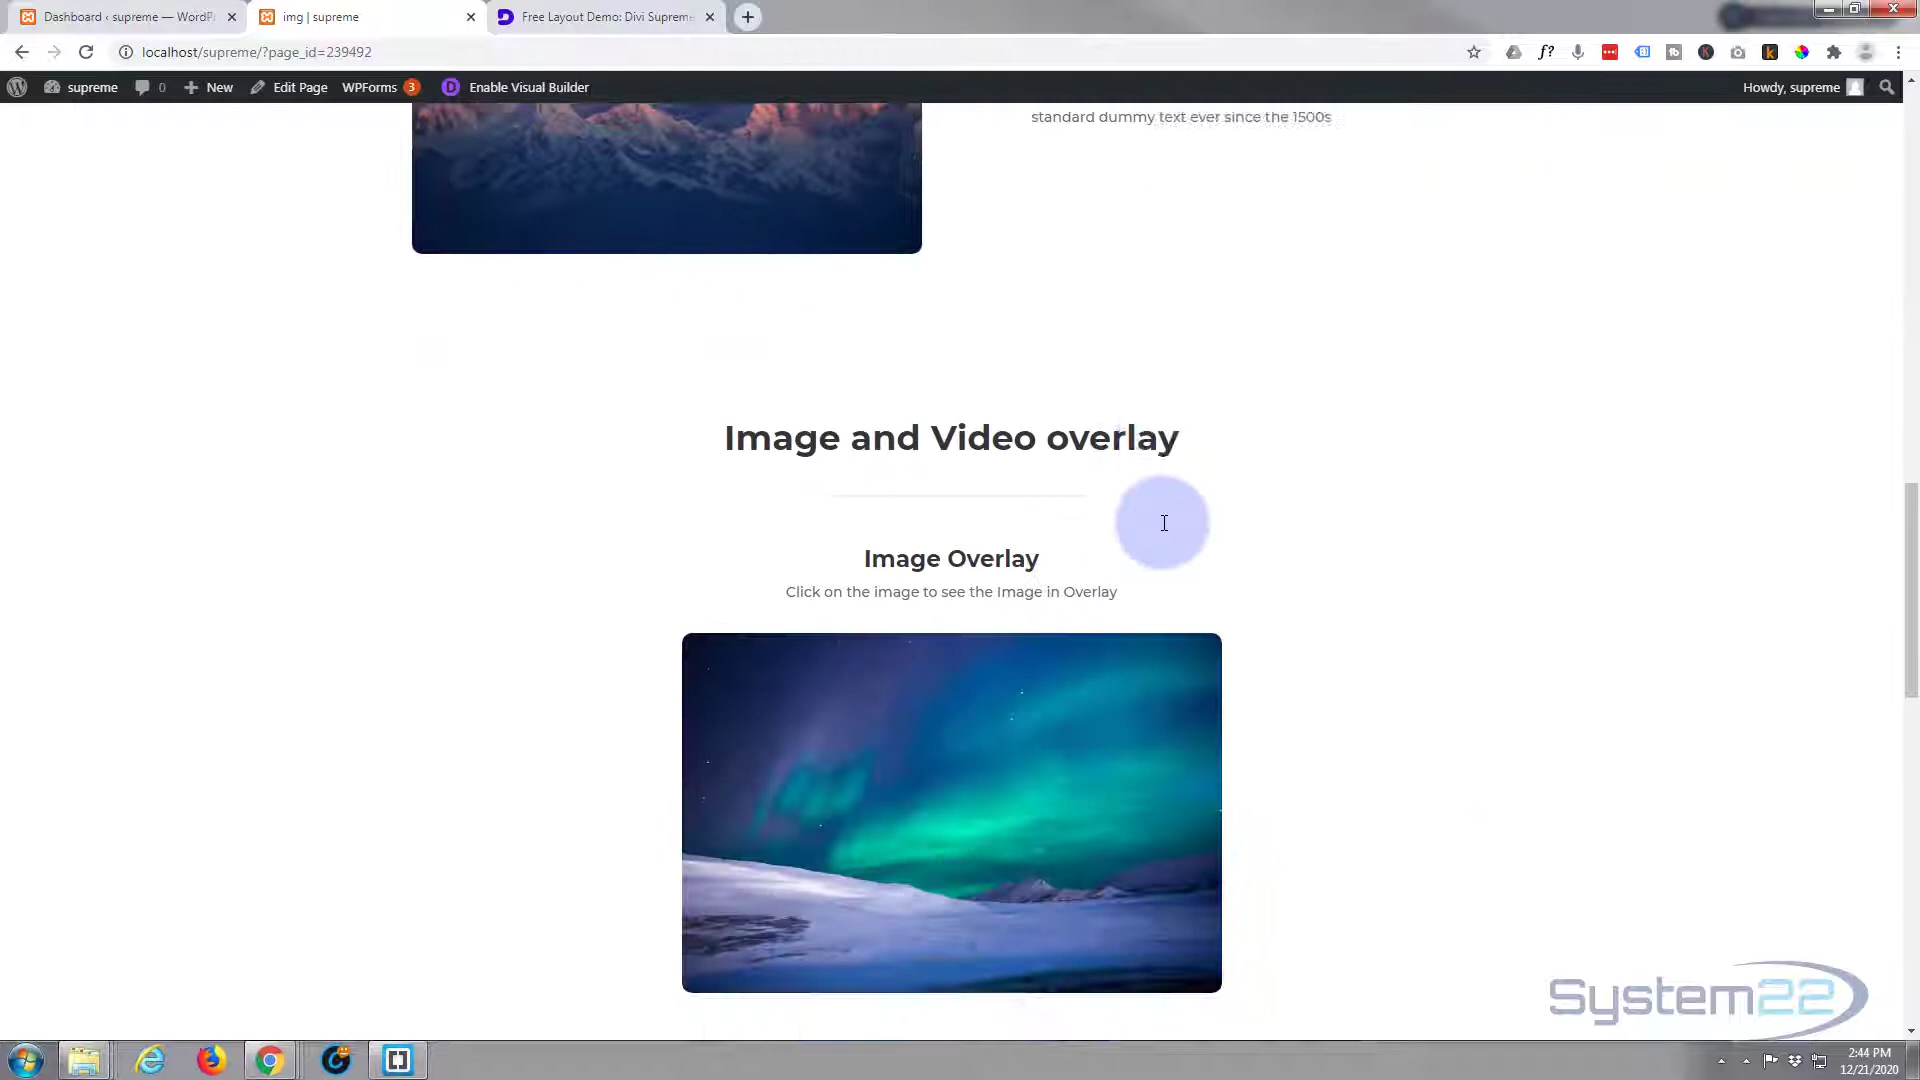 Dashboard ‹ supreme — WordP
img | supreme
Free Layout Demo: Divi Supreme
localhost/supreme/?page_id=239492
supreme
0
New
Edit Page
WPForms 3
Enable Visual Builder
Howdy, supreme
standard dummy text ever since the 1500s
Image and Video overlay
Image Overlay
Click on the image to see the Image in Overlay
System22
2:44 PM
12/21/2020